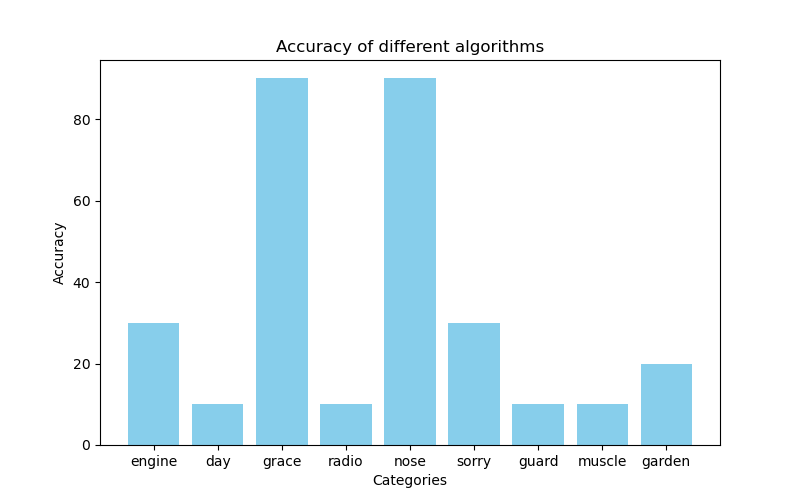 Accuracy of different algorithms
Accuracy
80
60
40
20
0
engine day grace radio nose sorry guard muscle garden
Categories